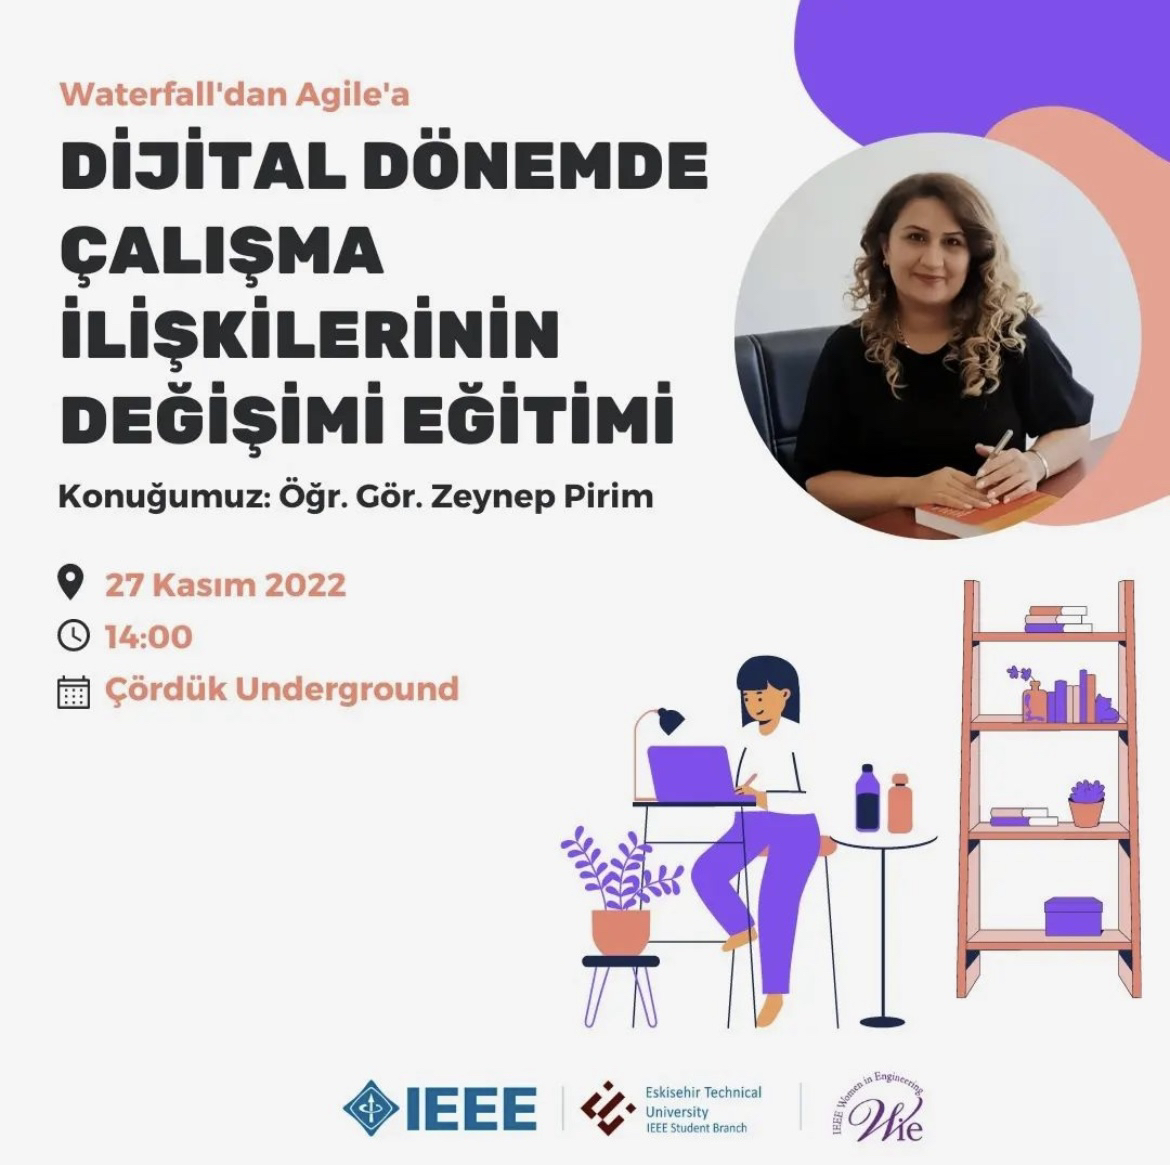 Waterfall'dan Agile'a
DİJİTAL DÖNEMDE
ÇALIŞMA
İLİŞKİLERİNİN
DEĞİŞİMİ EĞİTİMİ
Konuğumuz: Öğr. Gör. Zeynep Pirim
27 Kasım 2022
14:00
Çördük Underground
IEEE
Eskisehir Technical
University
IEEE Student Branch
IEEE Women in Engineering
Wie